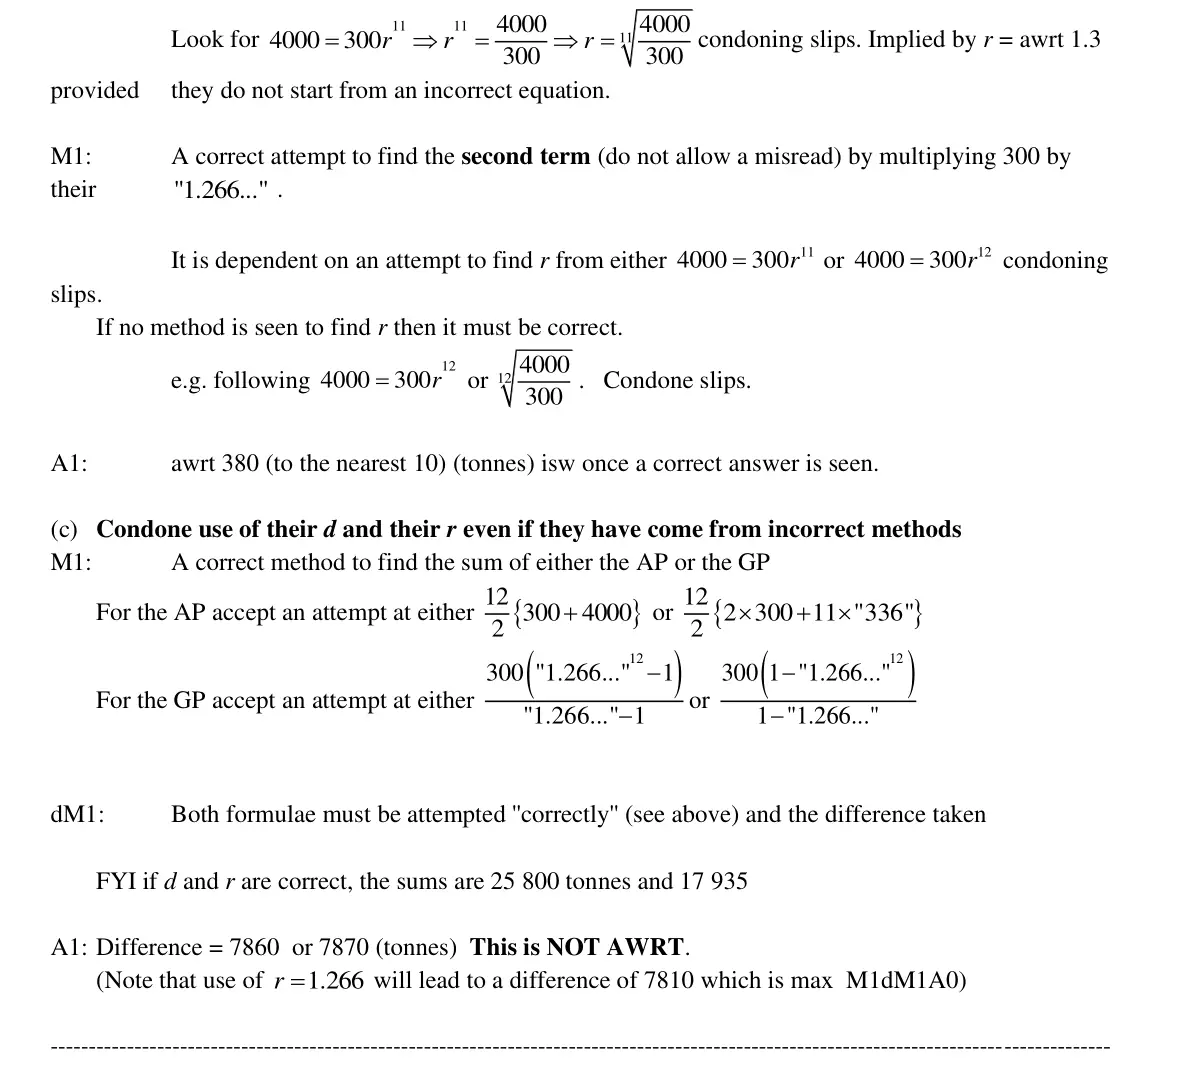 Look for 4000 = 300r¹¹ ⇒ r¹¹ = 4000/300 ⇒ r = ¹¹√(4000/300) condoning slips. Implied by r = awrt 1.3
provided they do not start from an incorrect equation.
M1: A correct attempt to find the second term (do not allow a misread) by multiplying 300 by
their "1.266..." .
It is dependent on an attempt to find r from either 4000 = 300r¹¹ or 4000 = 300r¹² condoning
slips.
If no method is seen to find r then it must be correct.
e.g. following 4000 = 300r¹² or ¹²√(4000/300) . Condone slips.
A1: awrt 380 (to the nearest 10) (tonnes) isw once a correct answer is seen.
(c) Condone use of their d and their r even if they have come from incorrect methods
M1: A correct method to find the sum of either the AP or the GP
For the AP accept an attempt at either 12/2{300+4000} or 12/2{2×300+11×"336"}
For the GP accept an attempt at either 300("1.266..."¹²−1)/("1.266..."−1) or 300(1−"1.266..."¹²)/(1−"1.266...")
dM1: Both formulae must be attempted "correctly" (see above) and the difference taken
FYI if d and r are correct, the sums are 25 800 tonnes and 17 935
A1: Difference = 7860 or 7870 (tonnes) This is NOT AWRT.
(Note that use of r = 1.266 will lead to a difference of 7810 which is max M1dM1A0)